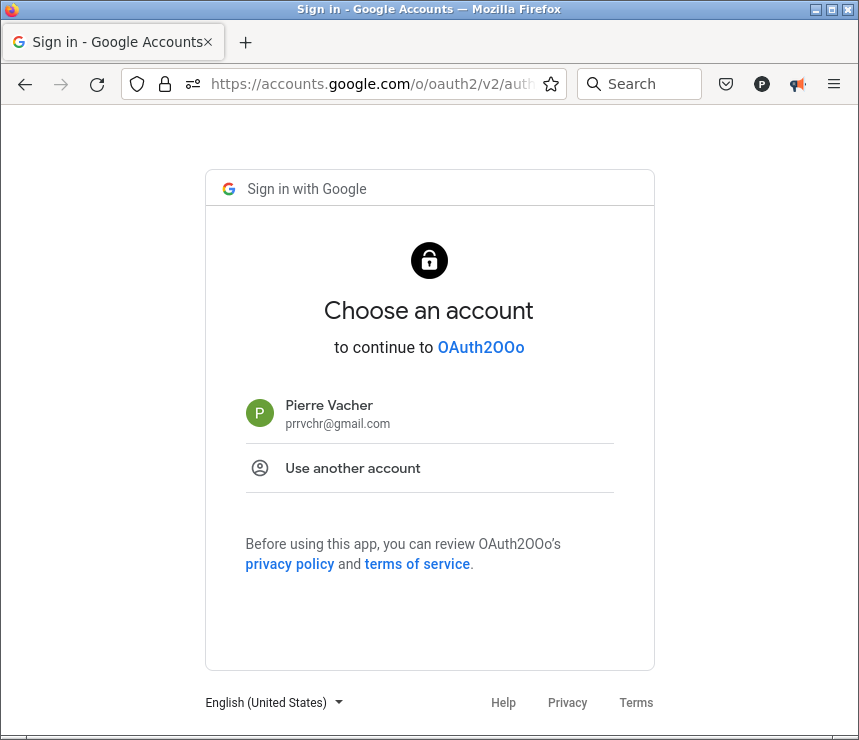 Sign in - Google Accounts — Mozilla Firefox
Sign in - Google Accounts
https://accounts.google.com/o/oauth2/v2/auth
Search
P
Sign in with Google
Choose an account
to continue to OAuth2OOo
P
Pierre Vacher
prrvchr@gmail.com
Use another account
Before using this app, you can review OAuth2OOo’s
privacy policy and terms of service.
English (United States)
Help
Privacy
Terms